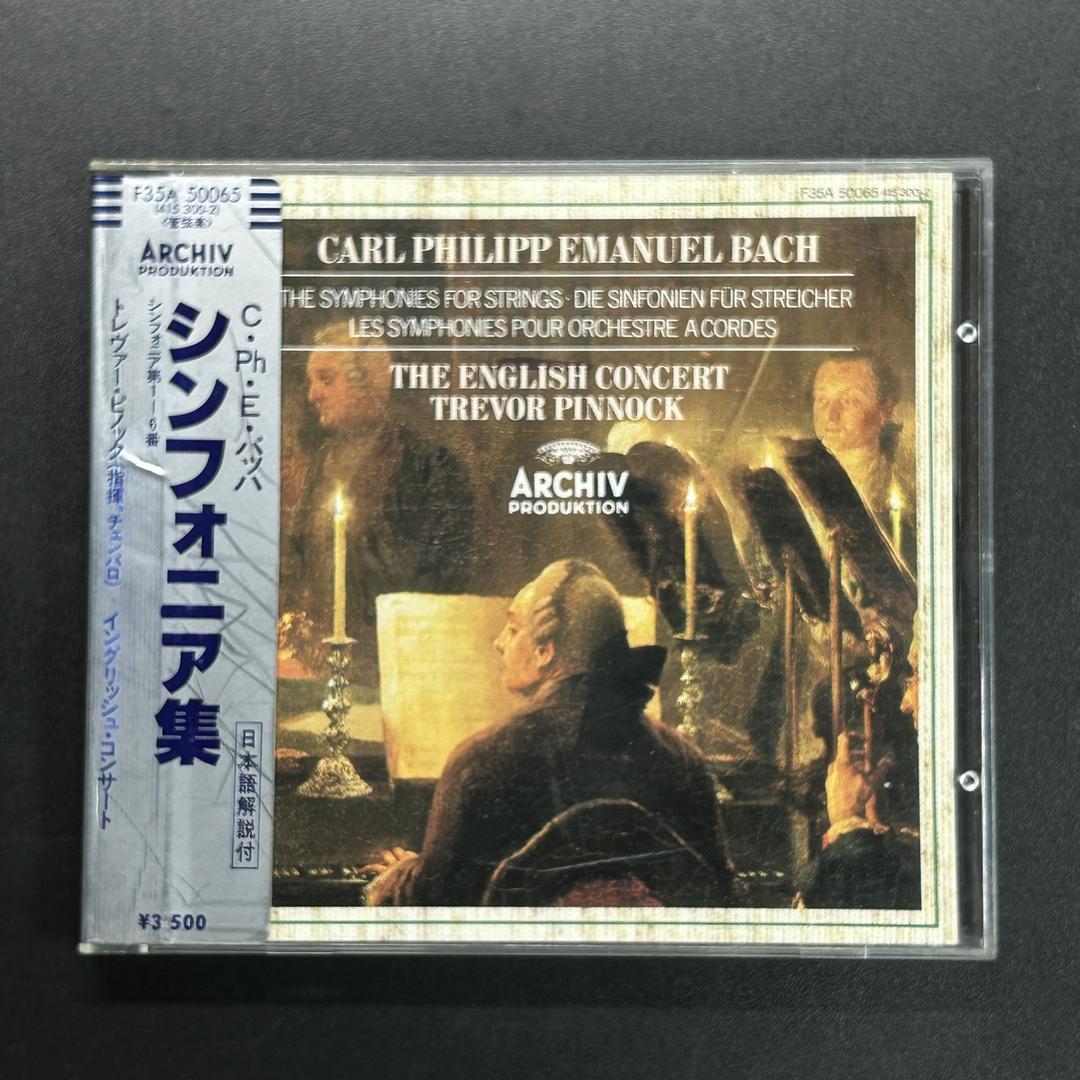 F35A 50065
(415 300-2)
〈管弦楽〉
ARCHIV
PRODUKTION
C・Ph・E・バッハ
シンフォニア集
シンフォニア第1―6番
トレヴァー・ピノック(指揮、チェンバロ) イングリッシュ・コンサート
日本語解説付
¥3 500
F35A 50065 415 300-2
CARL PHILIPP EMANUEL BACH
THE SYMPHONIES FOR STRINGS · DIE SINFONIEN FÜR STREICHER
LES SYMPHONIES POUR ORCHESTRE A CORDES
THE ENGLISH CONCERT
TREVOR PINNOCK
ARCHIV
PRODUKTION